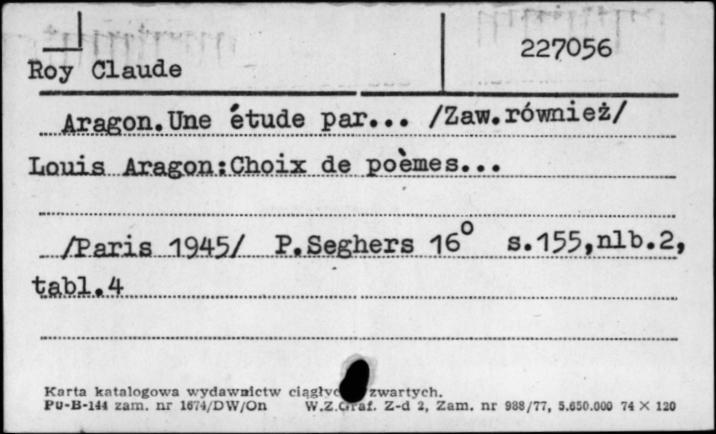 227056
Roy Claude
Aragon.Une étude par... /Zaw.również/
Louis Aragon:Choix de poèmes...
/Paris 1945/ P.Seghers 16° s.155,nlb.2,
tabl.4
Karta katalogowa wydawnictw zwartych.
Pu-B-144 zam. nr 1674/DW/On W.Z.Graf. Z-d 2, Zam. nr 988/77, 5.650.000 74 × 120